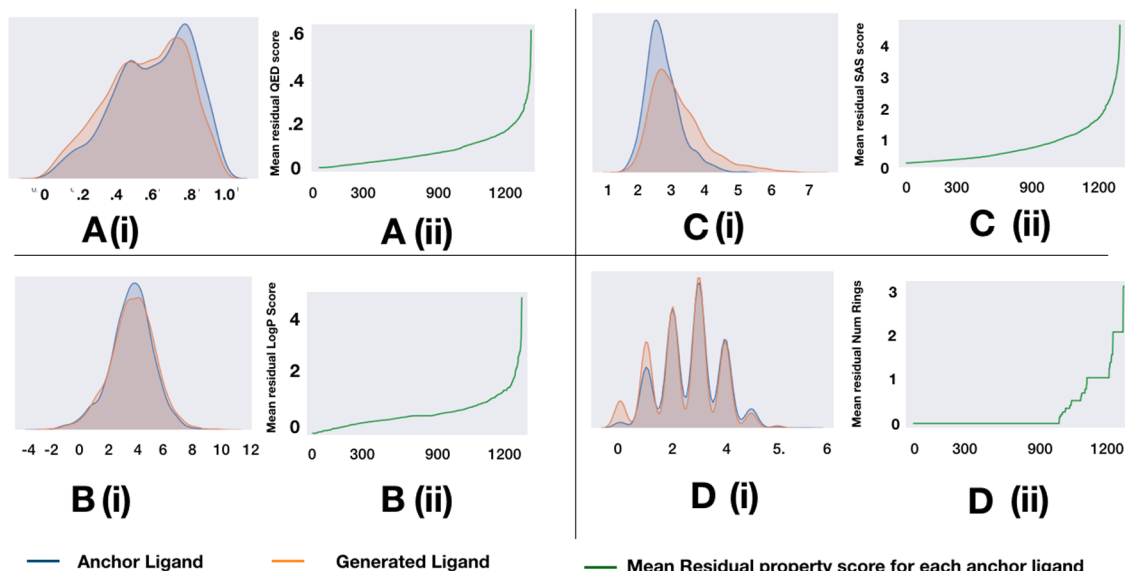 Mean residual QED score
.6
.4
.2
0
0 .2 .4 .6 .8 1.0
0 300 900 1200
A (i)
A (ii)
Mean residual SAS score
4
3
2
1
0
1 2 3 4 5 6 7
0 300 900 1200
C (i)
C (ii)
Mean residual LogP Score
4
2
0
-4 -2 0 2 4 6 8 10 12
0 300 900 1200
B (i)
B (ii)
Mean residual Num Rings
3
2
1
0
0 2 4 5. 6
0 300 900 1200
D (i)
D (ii)
Anchor Ligand
Generated Ligand
Mean Residual property score for each anchor ligand